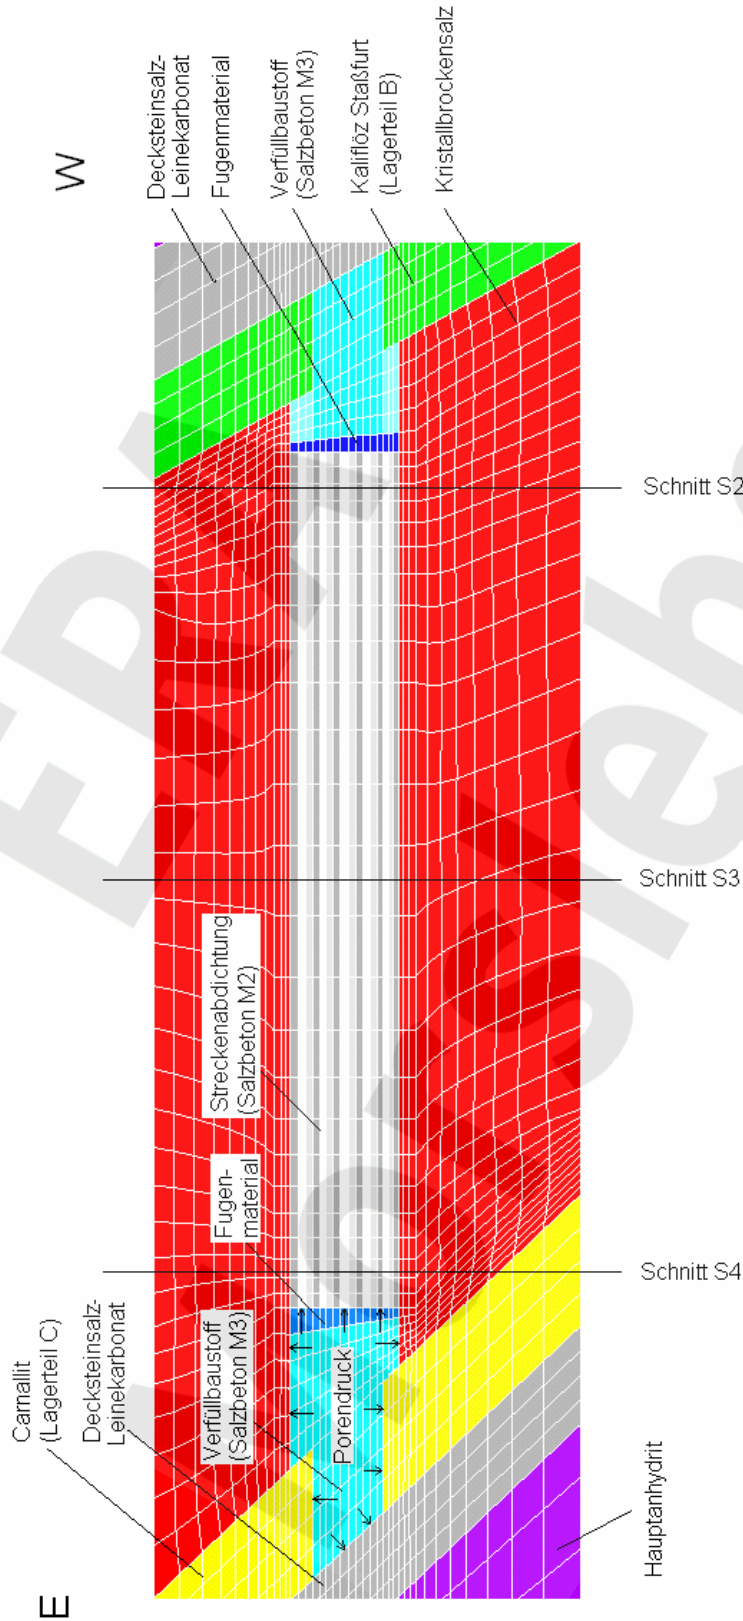 W
Decksteinsalz-
Leinekarbonat
Fugenmaterial
Verfüllbaustoff
(Salzbeton M3)
Kaliflöz Staßfurt
(Lagerteil B)
Kristallbrockensalz
Schnitt S2
Schnitt S3
Streckenabdichtung
(Salzbeton M2)
Fugen-
material
Schnitt S4
Carnallit
(Lagerteil C)
Decksteinsalz-
Leinekarbonat
Verfüllbaustoff
(Salzbeton M3)
Porendruck
Hauptanhydrit
E
ERA